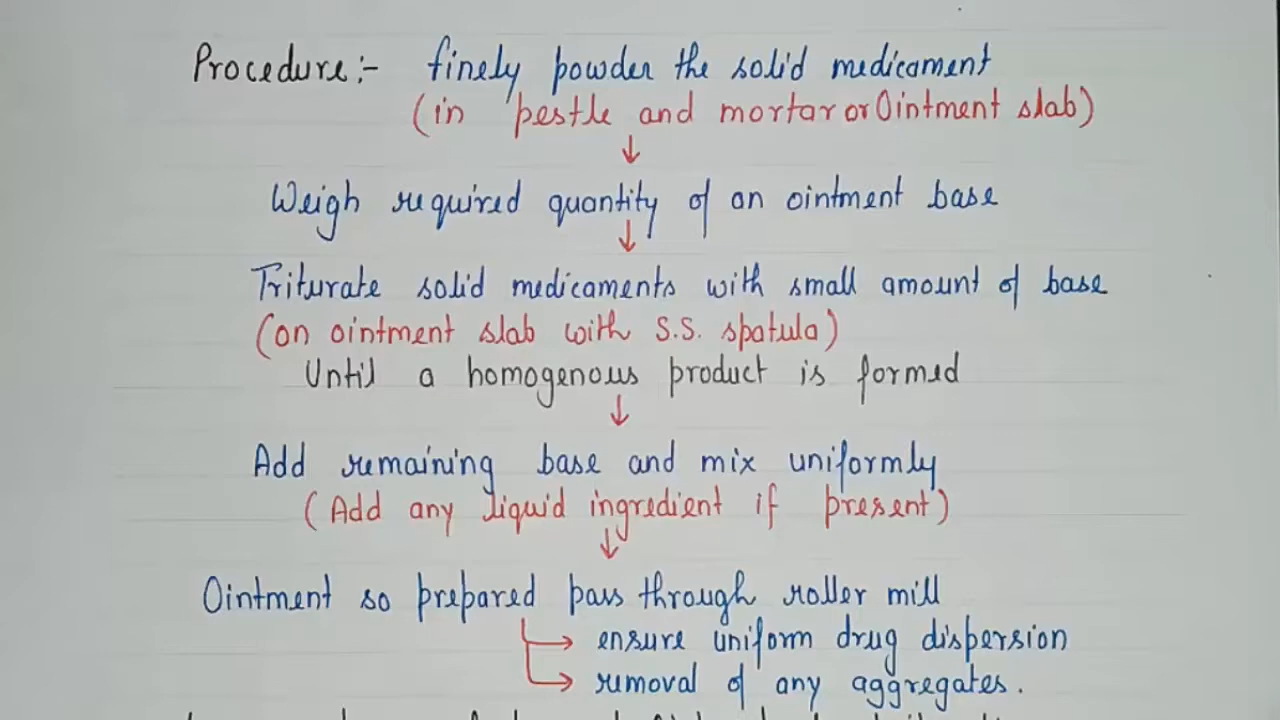 Procedure:- finely powder the solid medicament
(in pestle and mortar or Ointment slab)
↓
Weigh required quantity of an ointment base
↓
Triturate solid medicaments with small amount of base
(on ointment slab with S.S. spatula)
Until a homogenous product is formed
↓
Add remaining base and mix uniformly
(Add any liquid ingredient if present)
↓
Ointment so prepared pass through roller mill
→ ensure uniform drug dispersion
→ removal of any aggregates.